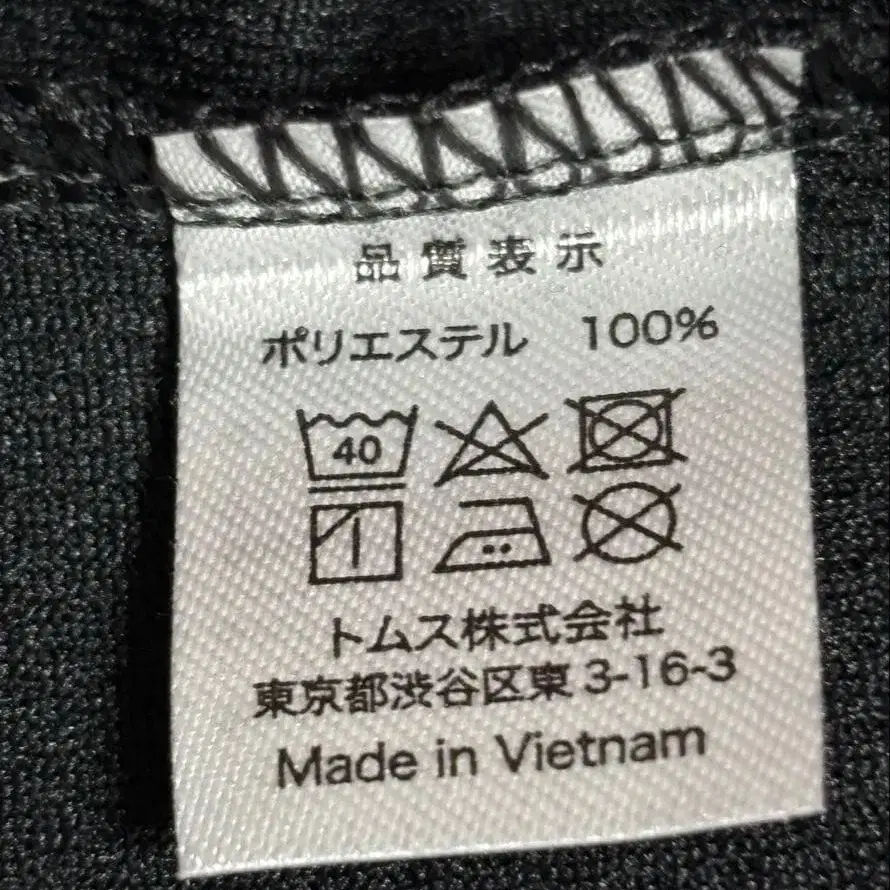 品質表示
ポリエステル 100%
40
トムス株式会社
東京都渋谷区東3-16-3
Made in Vietnam